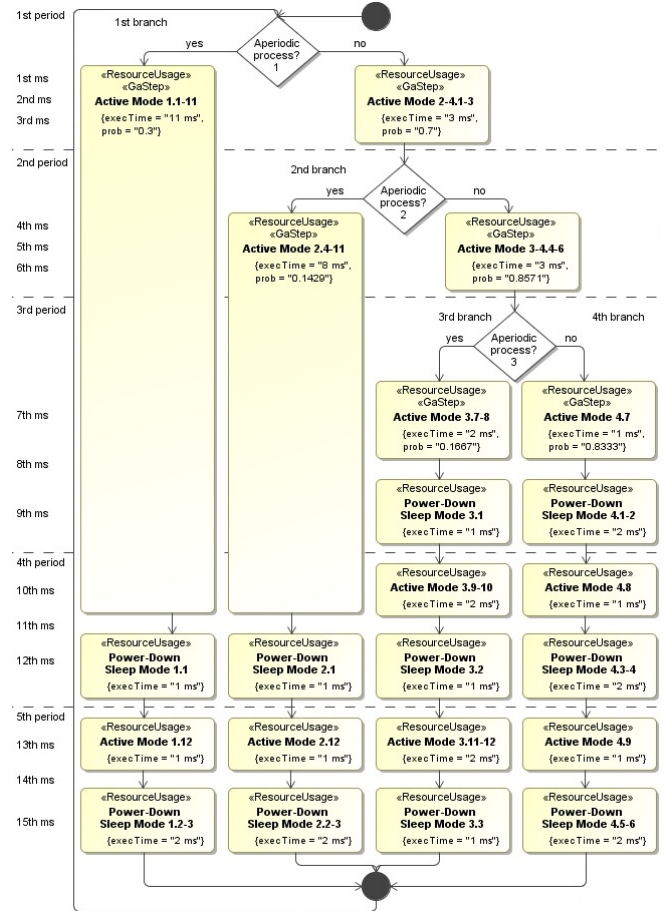 1st period
1st branch
Aperiodic
process?
1
yes
no
1st ms
2nd ms
3rd ms
«ResourceUsage»
«GaStep»
Active Mode 1.1-11
{execTime = "11 ms",
prob = "0.3"}
«ResourceUsage»
«GaStep»
Active Mode 2-4.1-3
{execTime = "3 ms",
prob = "0.7"}
2nd period
2nd branch
Aperiodic
process?
2
yes
no
4th ms
5th ms
6th ms
«ResourceUsage»
«GaStep»
Active Mode 2.4-11
{execTime = "8 ms",
prob = "0.1429"}
«ResourceUsage»
«GaStep»
Active Mode 3-4.4-6
{execTime = "3 ms",
prob = "0.8571"}
3rd period
3rd branch
4th branch
Aperiodic
process?
3
yes
no
7th ms
8th ms
9th ms
«ResourceUsage»
«GaStep»
Active Mode 3.7-8
{execTime = "2 ms",
prob = "0.1667"}
«ResourceUsage»
«GaStep»
Active Mode 4.7
{execTime = "1 ms",
prob = "0.8333"}
«ResourceUsage»
Power-Down
Sleep Mode 3.1
{execTime = "1 ms"}
«ResourceUsage»
Power-Down
Sleep Mode 4.1-2
{execTime = "2 ms"}
4th period
10th ms
11th ms
12th ms
«ResourceUsage»
Active Mode 3.9-10
{execTime = "2 ms"}
«ResourceUsage»
Active Mode 4.8
{execTime = "1 ms"}
«ResourceUsage»
Power-Down
Sleep Mode 1.1
{execTime = "1 ms"}
«ResourceUsage»
Power-Down
Sleep Mode 2.1
{execTime = "1 ms"}
«ResourceUsage»
Power-Down
Sleep Mode 3.2
{execTime = "1 ms"}
«ResourceUsage»
Power-Down
Sleep Mode 4.3-4
{execTime = "2 ms"}
5th period
13th ms
14th ms
15th ms
«ResourceUsage»
Active Mode 1.12
{execTime = "1 ms"}
«ResourceUsage»
Active Mode 2.12
{execTime = "1 ms"}
«ResourceUsage»
Active Mode 3.11-12
{execTime = "2 ms"}
«ResourceUsage»
Active Mode 4.9
{execTime = "1 ms"}
«ResourceUsage»
Power-Down
Sleep Mode 1.2-3
{execTime = "2 ms"}
«ResourceUsage»
Power-Down
Sleep Mode 2.2-3
{execTime = "2 ms"}
«ResourceUsage»
Power-Down
Sleep Mode 3.3
{execTime = "1 ms"}
«ResourceUsage»
Power-Down
Sleep Mode 4.5-6
{execTime = "2 ms"}